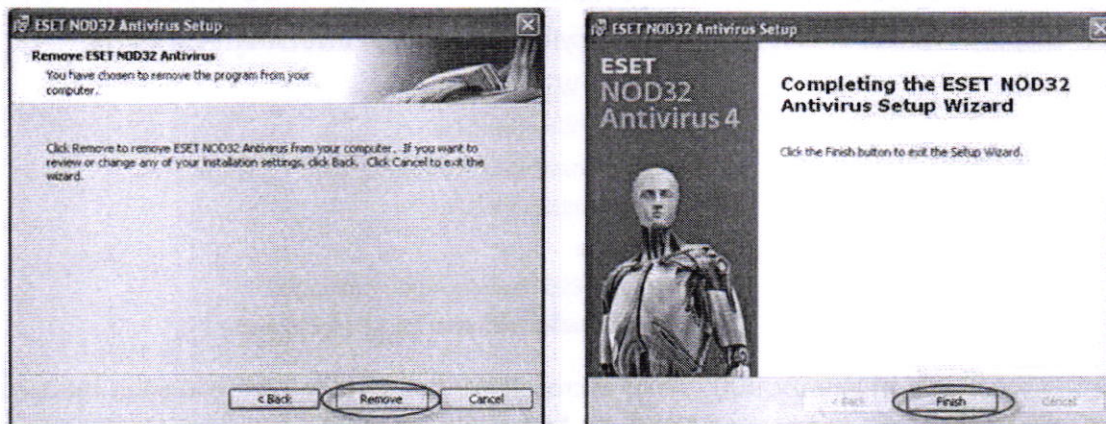 ESET NOD32 Antivirus Setup
Remove ESET NOD32 Antivirus
You have chosen to remove the program from your
computer.
Click Remove to remove ESET NOD32 Antivirus from your computer. If you want to
review or change any of your installation settings, click Back. Click Cancel to exit the
wizard.
< Back
Remove
Cancel
ESET NOD32 Antivirus Setup
ESET
NOD32
Antivirus 4
Completing the ESET NOD32
Antivirus Setup Wizard
Click the Finish button to exit the Setup Wizard.
< Back
Finish
Cancel